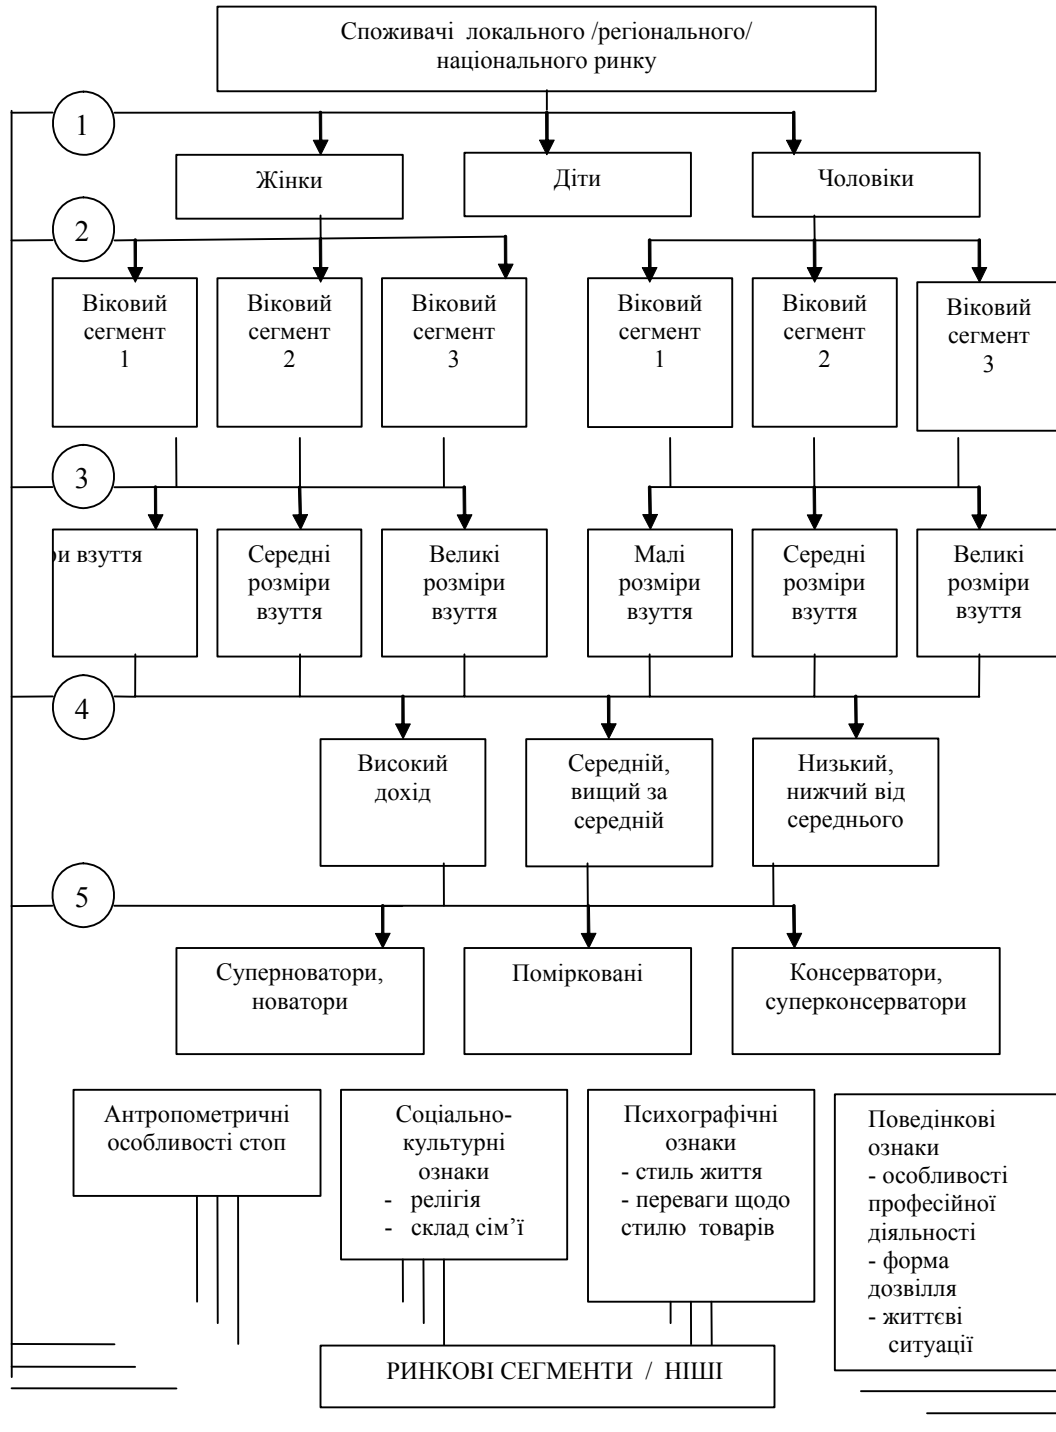 Споживачі локального /регіонального/
національного ринку
1
Жінки
Діти
Чоловіки
2
Віковий
сегмент
1
Віковий
сегмент
2
Віковий
сегмент
3
Віковий
сегмент
1
Віковий
сегмент
2
Віковий
сегмент
3
3
взуття
Середні
розміри
взуття
Великі
розміри
взуття
Малі
розміри
взуття
Середні
розміри
взуття
Великі
розміри
взуття
4
Високий
дохід
Середній,
вищий за
середній
Низький,
нижчий від
середнього
5
Суперноватори,
новатори
Помірковані
Консерватори,
суперконсерватори
Антропометричні
особливості стоп
Соціально-
культурні
ознаки
- релігія
- склад сім’ї
Психографічні
ознаки
- стиль життя
- переваги щодо
стилю товарів
Поведінкові
ознаки
- особливості
професійної
діяльності
- форма
дозвілля
- життєві
ситуації
РИНКОВІ СЕГМЕНТИ / НІШІ